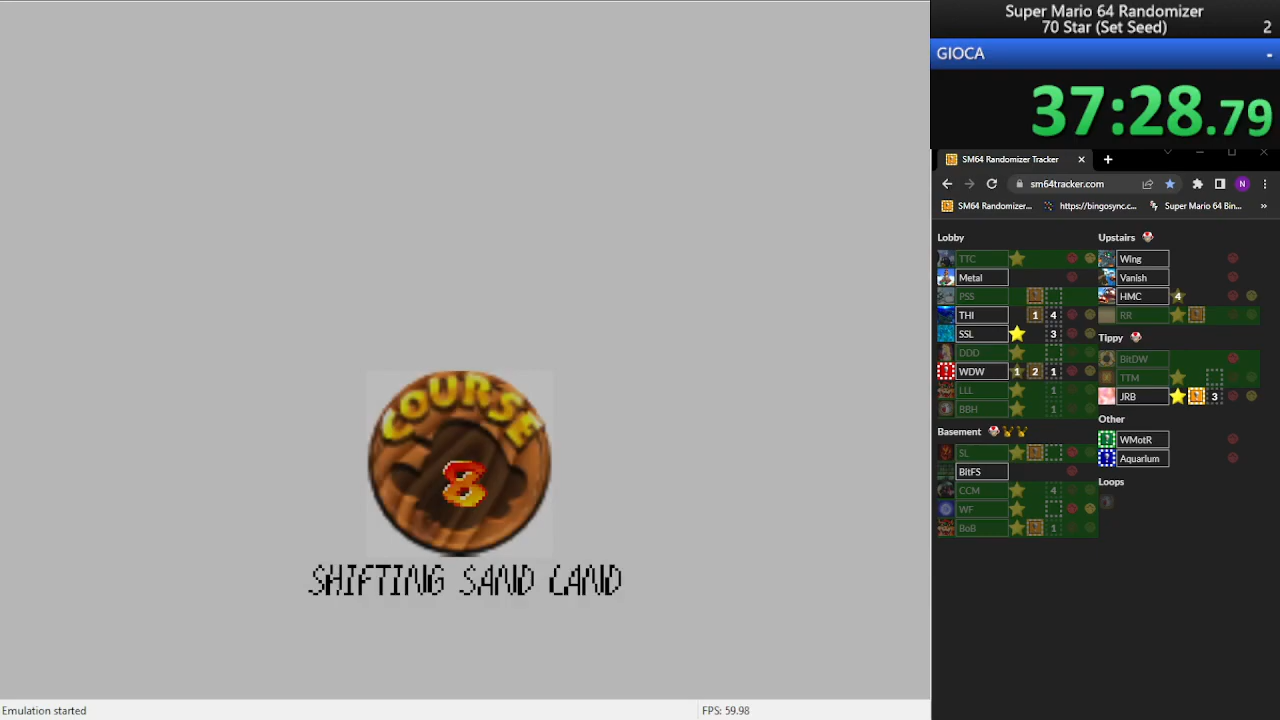 Super Mario 64 Randomizer
70 Star (Set Seed) 2
GIOCA -
37:28.79
SM64 Randomizer Tracker
sm64tracker.com
N
SM64 Randomizer... https://bingosync.c... Super Mario 64 Bin... »
Lobby
TTC
Metal
PSS
THI 1 4
SSL 3
DDD
WDW 1 2 1
LLL 1
BBH 1
Basement
SL
BitFS
CCM 4
WF
BoB 1
Upstairs
Wing
Vanish
HMC 4
RR
Tippy
BitDW
TTM
JRB 3
Other
WMotR
Aquarium
Loops
COURSE
8
SHIFTING SAND LAND
Emulation started FPS: 59.98